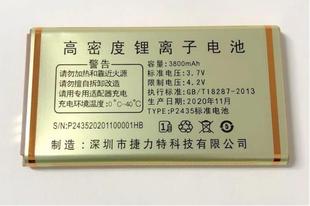 高密度锂离子电池
警告
请勿加热和靠近火源
请勿擅自拆卸改造
请用专用适配器充电
充电环境温度:0℃-40℃
容量:3800mAh
标准电压:3.7V
限制电压:4.2V
执行标准:GB/T18287-2013
生产日期:2020年11月
TYPE:P2435标准电池
S/N:P243520201100001HB
制造:深圳市捷力特科技有限公司